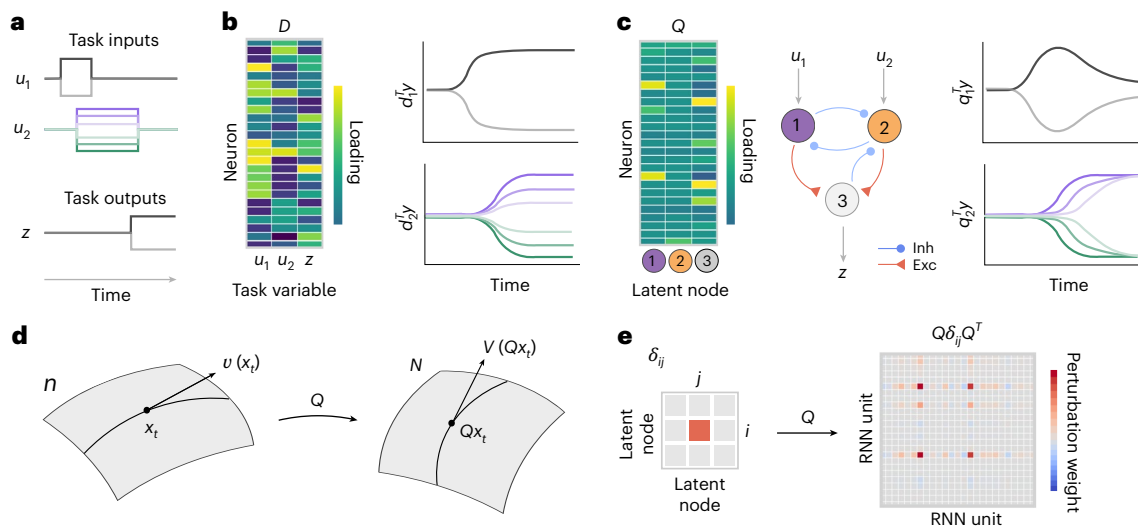 a
Task inputs
u1
u2
Task outputs
z
Time
b
D
Neuron
Loading
u1 u2 z
Task variable
d1ᵀy
d2ᵀy
Time
c
Q
Neuron
Loading
1 2 3
Latent node
u1 u2
1
2
3
z
Inh
Exc
q1ᵀy
q2ᵀy
Time
d
n
υ (xt)
xt
Q
N
V (Qxt)
Qxt
e
δij
j
i
Latent
node
Latent
node
Q
QδijQᵀ
RNN unit
RNN unit
Perturbation weight